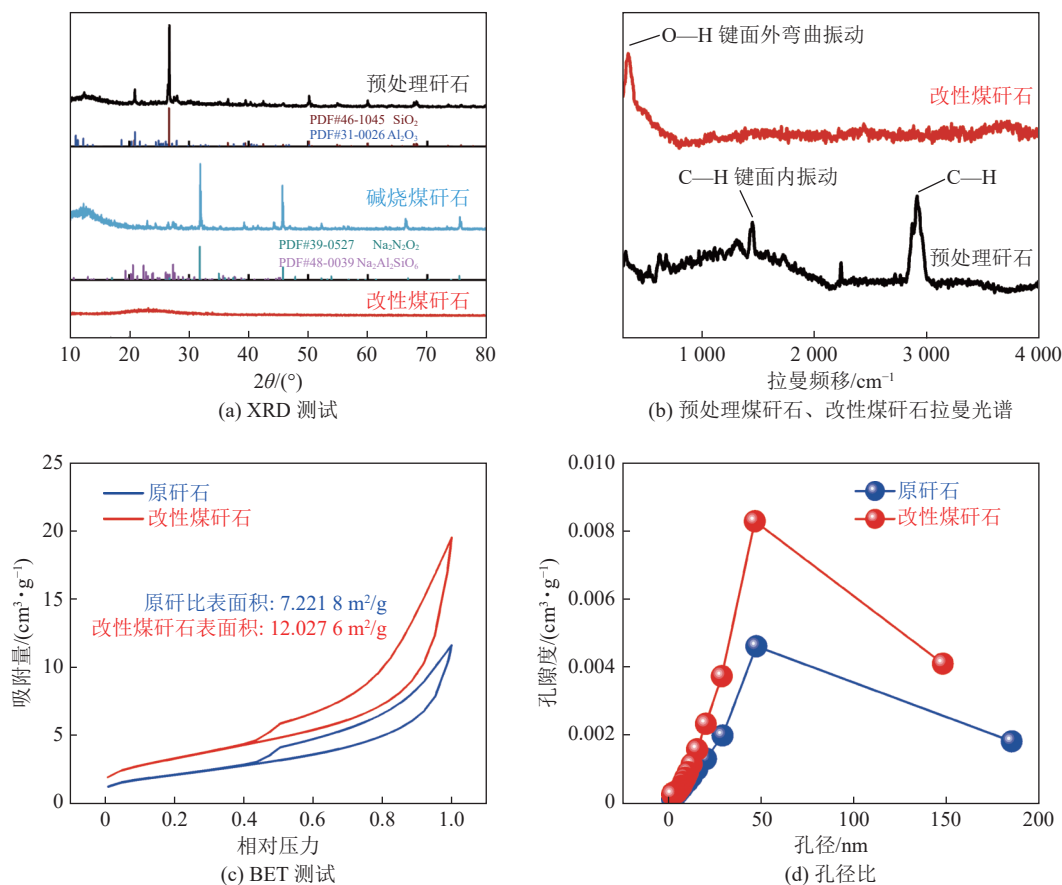 预处理矸石
PDF#46-1045 SiO₂
PDF#31-0026 Al₂O₃
碱烧煤矸石
PDF#39-0527 Na₂N₂O₂
PDF#48-0039 Na₂Al₂SiO₆
改性煤矸石
10 20 30 40 50 60 70 80
2θ/(°)
(a) XRD 测试
O—H 键面外弯曲振动
改性煤矸石
C—H 键面内振动
C—H
预处理矸石
1 000 2 000 3 000 4 000
拉曼频移/cm⁻¹
(b) 预处理煤矸石、改性煤矸石拉曼光谱
吸附量/(cm³·g⁻¹)
25
20
15
10
5
0
原矸石
改性煤矸石
原矸比表面积: 7.221 8 m²/g
改性煤矸石表面积: 12.027 6 m²/g
0 0.2 0.4 0.6 0.8 1.0
相对压力
(c) BET 测试
孔隙度/(cm³·g⁻¹)
0.010
0.008
0.006
0.004
0.002
0
原矸石
改性煤矸石
0 50 100 150 200
孔径/nm
(d) 孔径比